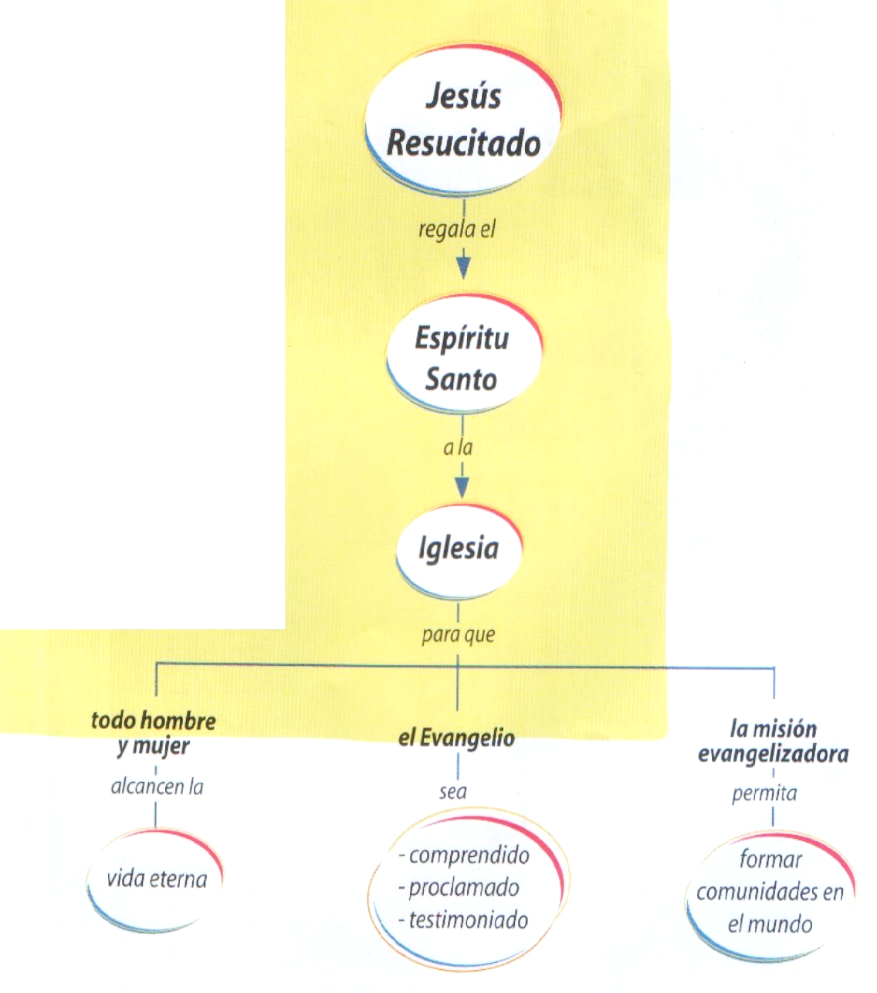 Jesús
Resucitado
regala el
Espíritu
Santo
a la
Iglesia
para que
todo hombre
y mujer
alcancen la
vida eterna
el Evangelio
sea
- comprendido
- proclamado
- testimoniado
la misión
evangelizadora
permita
formar
comunidades en
el mundo